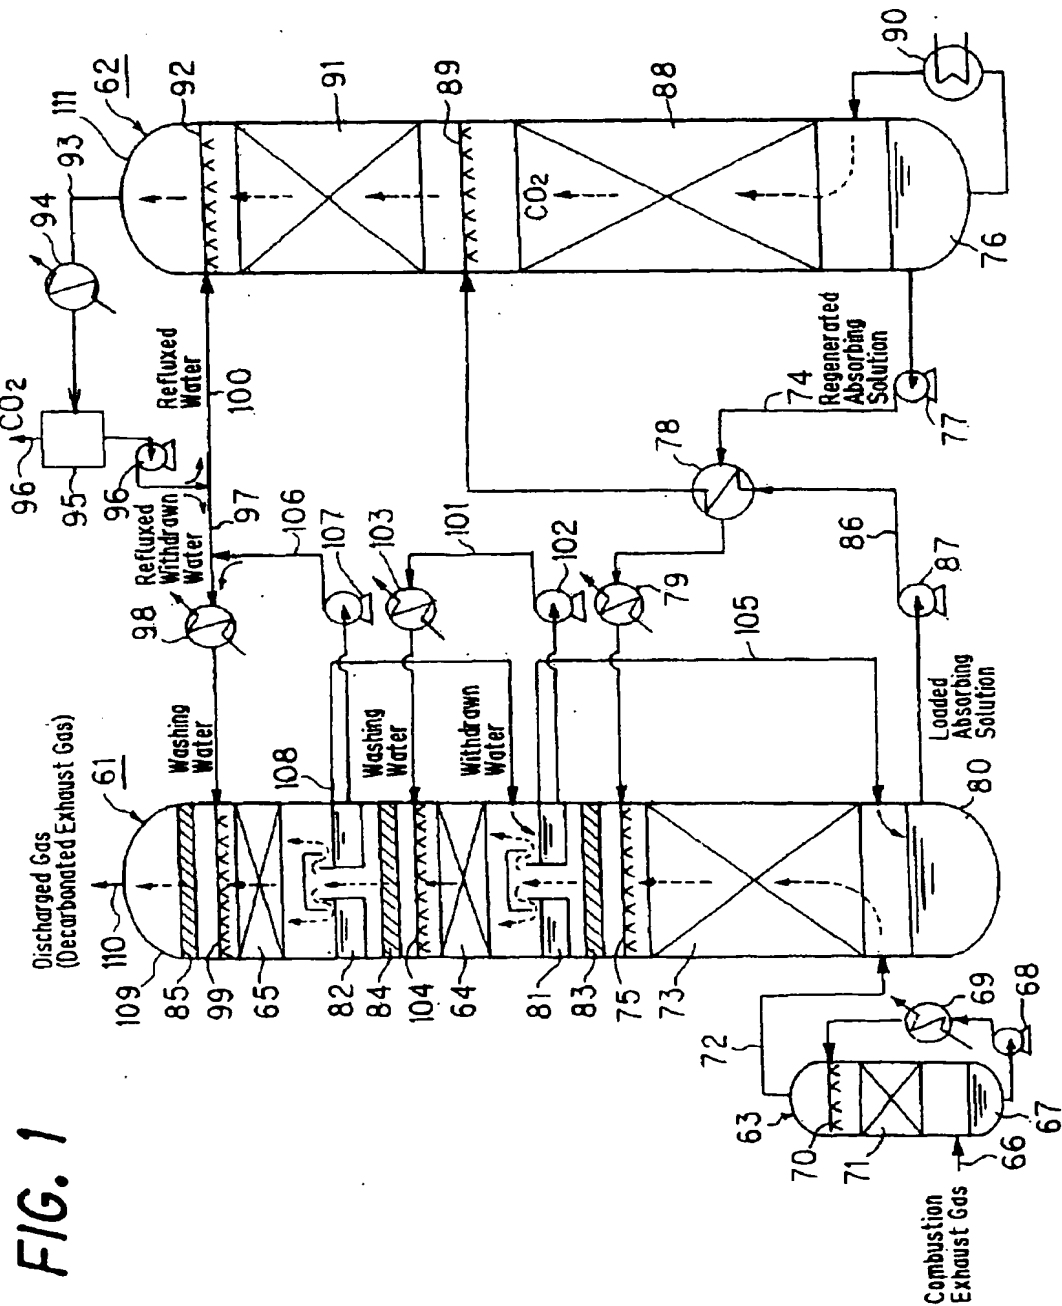 FIG. 1
Discharged Gas
(Decarbonated Exhaust Gas)
110
61
109
85
99
65
82
84
104
64
81
83
75
73
80
108
Washing
Water
Washing
Water
Withdrawn
Water
105
98
Refluxed
Withdrawn
Water
97
106
107
103
101
102
79
78
74
Regenerated
Absorbing
Solution
77
86
87
Loaded
Absorbing
Solution
96
CO2
95
96
Refluxed
Water
100
94
93
111
62
92
91
89
CO2
88
90
76
72
63
70
71
69
68
67
66
Combustion
Exhaust Gas